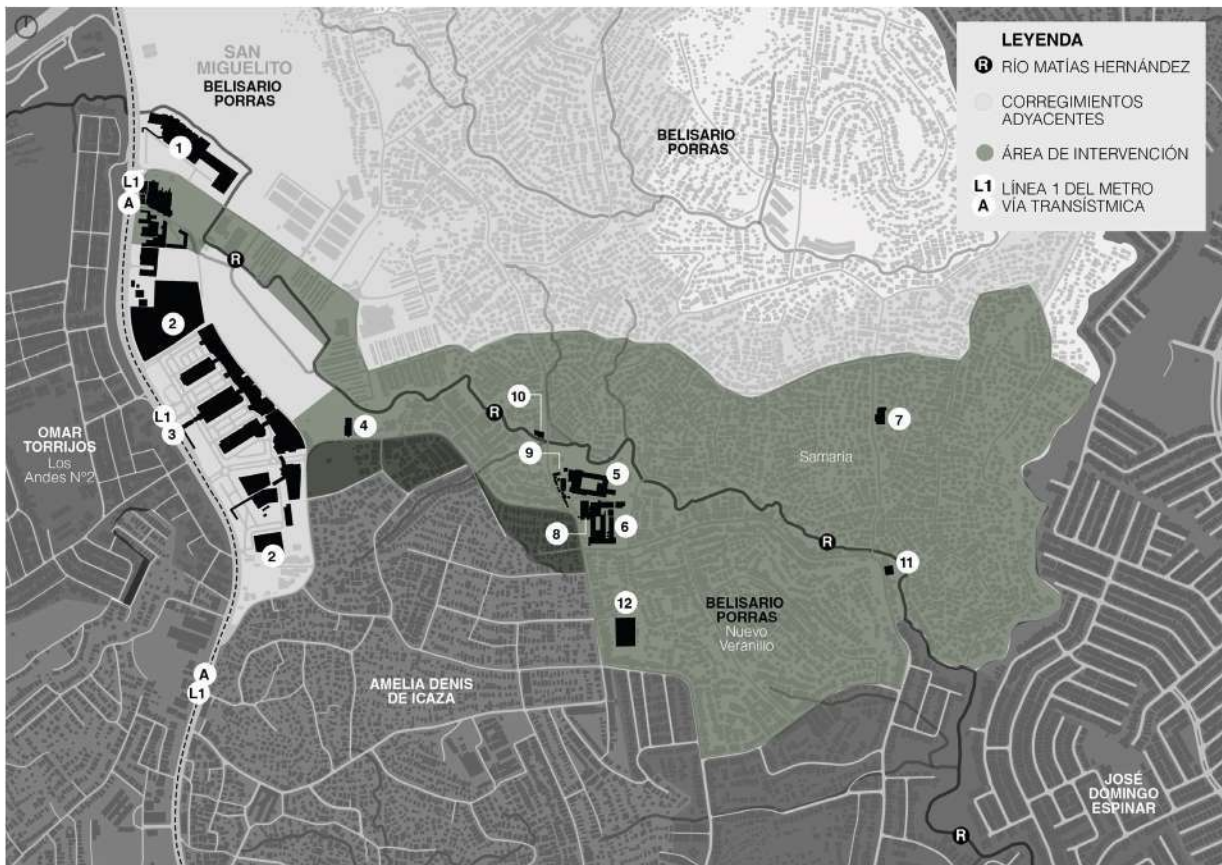 LEYENDA
R RÍO MATÍAS HERNÁNDEZ
CORREGIMIENTOS
ADYACENTES
ÁREA DE INTERVENCIÓN
L1 LÍNEA 1 DEL METRO
A VÍA TRANSÍSTMICA
SAN
MIGUELITO
BELISARIO
PORRAS
BELISARIO
PORRAS
1
L1
A
R
2
L1
3
OMAR
TORRIJOS
Los
Andes N°2
2
4
10
R
9
5
8
6
7
Samaria
R
11
12
BELISARIO
PORRAS
Nuevo
Veranillo
A
L1
AMELIA DENIS
DE ICAZA
JOSÉ
DOMINGO
ESPINAR
R